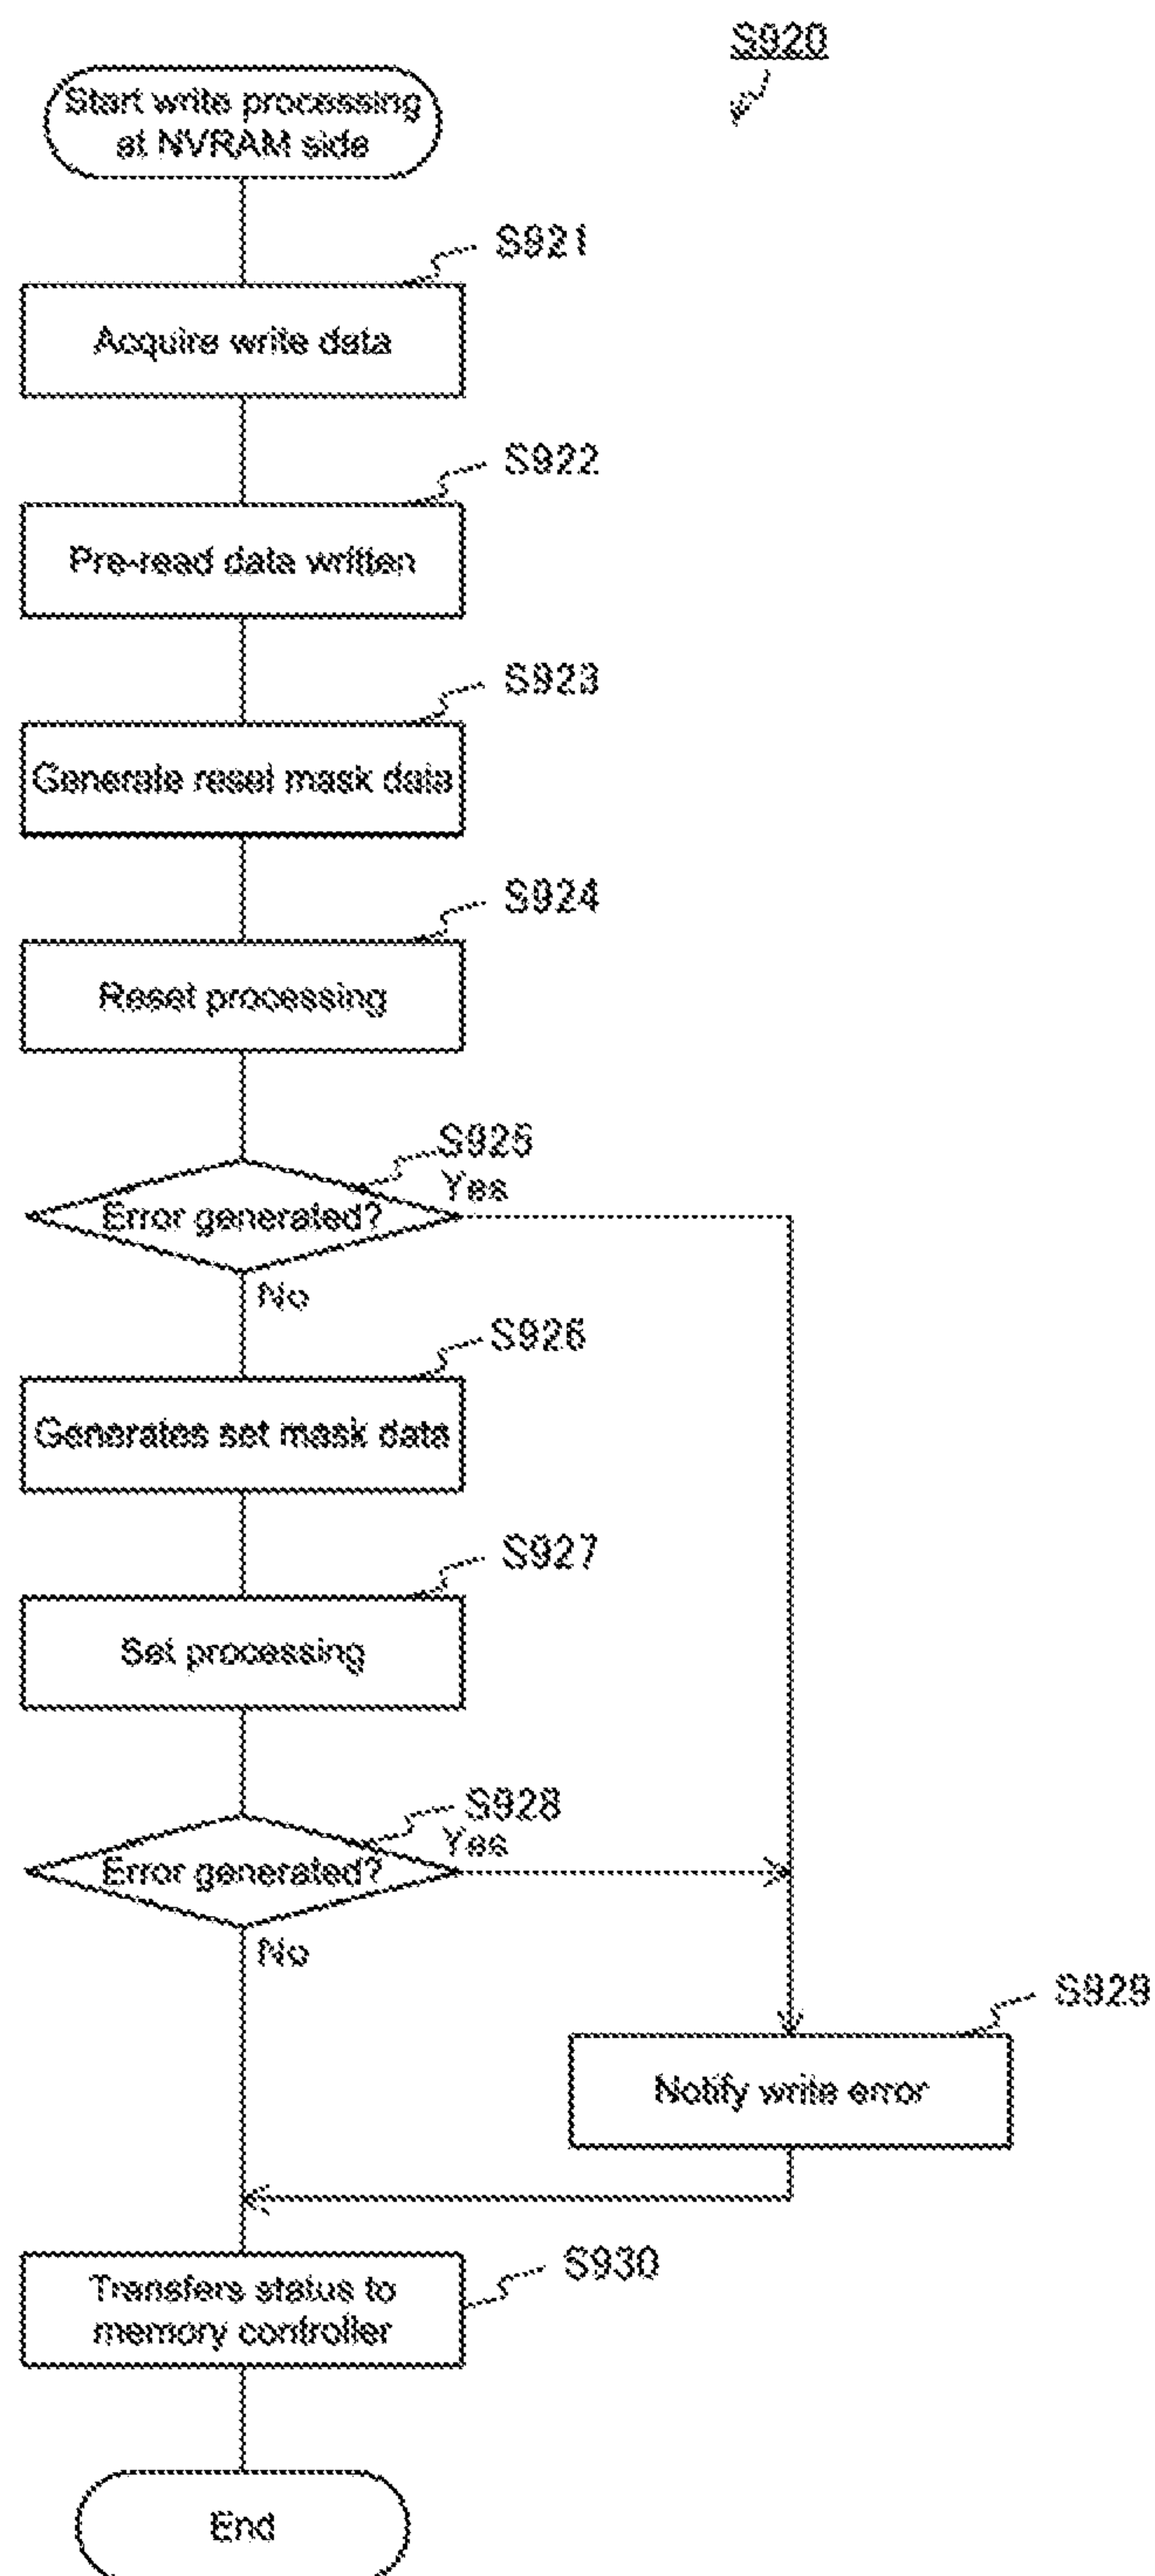 S920
Start write processing
at NVRAM side
S921
Acquire write data
S922
Pre-read data written
S923
Generate reset mask data
S924
Reset processing
S925
Yes
Error generated?
No
S926
Generates set mask data
S927
Set processing
S928
Yes
Error generated?
No
S929
Notify write error
S930
Transfers status to
memory controller
End